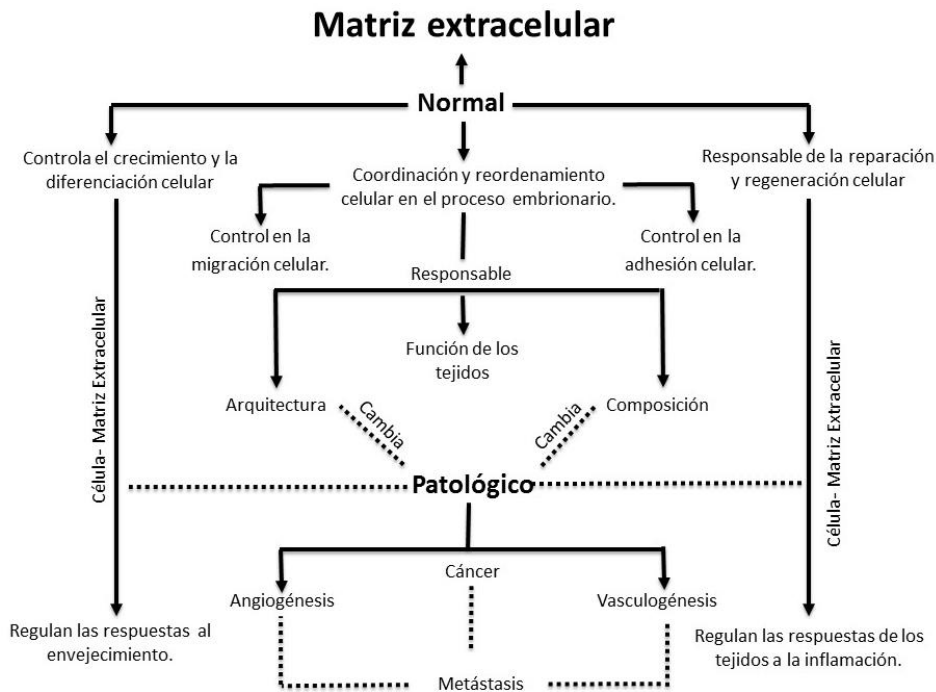 Matriz extracelular
Normal
Controla el crecimiento y la
diferenciación celular
Coordinación y reordenamiento
celular en el proceso embrionario.
Responsable de la reparación
y regeneración celular
Control en la
migración celular.
Control en la
adhesión celular.
Responsable
Célula- Matriz Extracelular
Función de los
tejidos
Célula- Matriz Extracelular
Arquitectura
Cambia
Cambia
Composición
Patológico
Cáncer
Angiogénesis
Vasculogénesis
Regulan las respuestas al
envejecimiento.
Regulan las respuestas de los
tejidos a la inflamación.
Metástasis